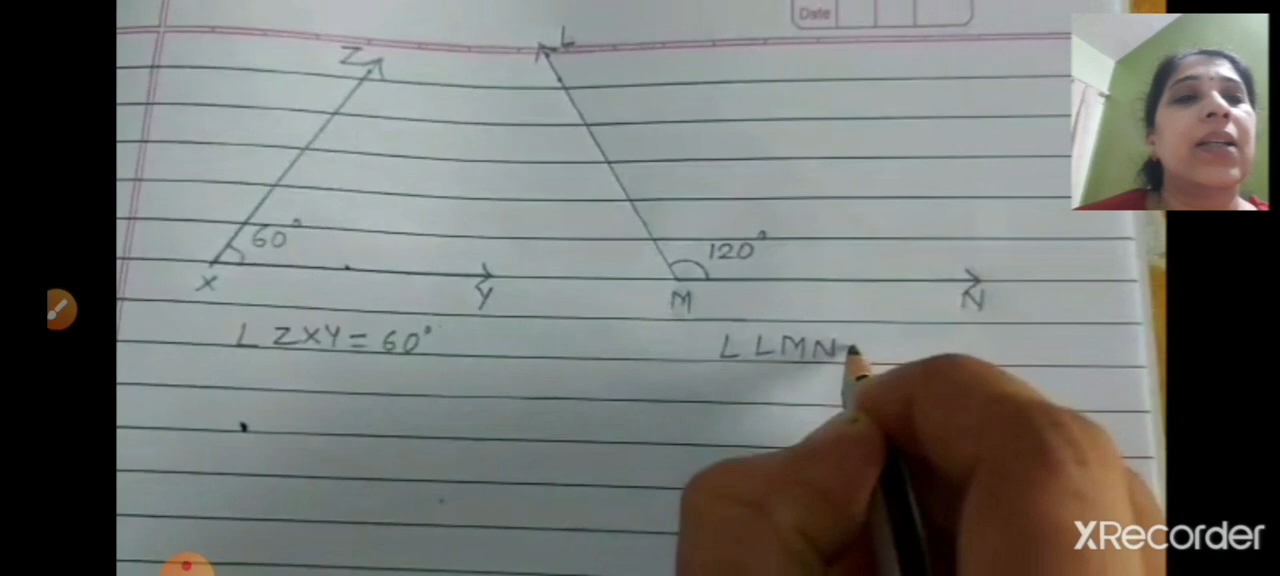 Date
Z
L
60°
120°
X
Y
M
N
∠ ZXY = 60°
∠ LMN
XRecorder